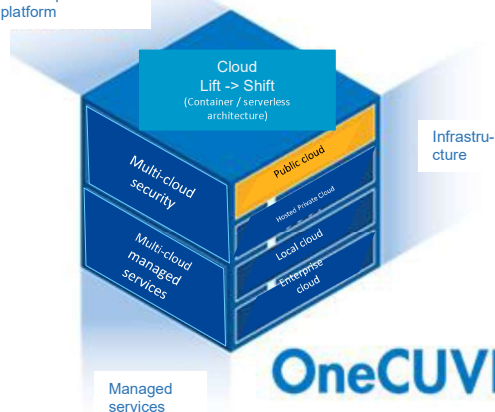 platform
Cloud
Lift -> Shift
(Container / serverless
architecture)
Infrastru-
cture
Public cloud
Hosted Private Cloud
Local cloud
Enterprise
cloud
Multi-cloud
security
Multi-cloud
managed
services
Managed
services